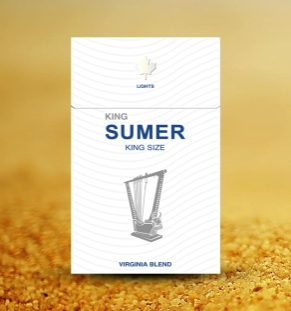 LIGHTS
KING
SUMER
KING SIZE
VIRGINIA BLEND